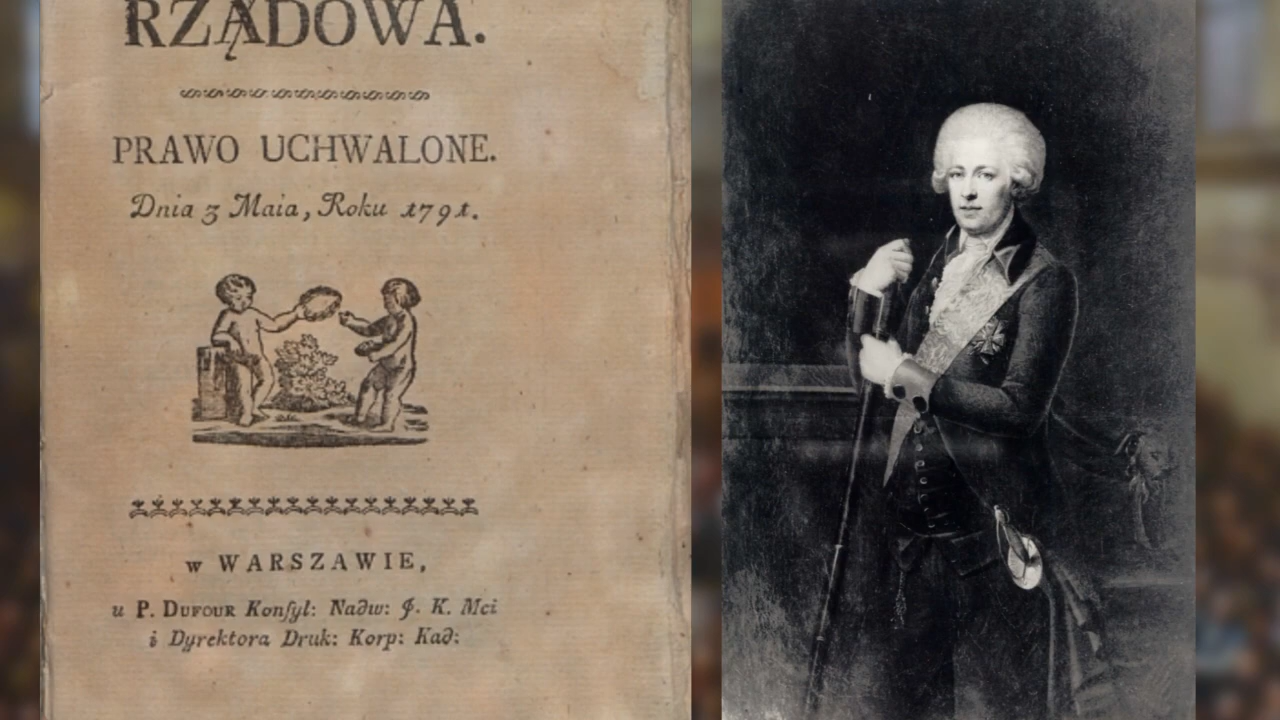 RZĄDOWA.
PRAWO UCHWALONE.
Dnia 3 Maia, Roku 1791.
w WARSZAWIE,
u P. DUFOUR Konſyl: Nadw: J. K. Mci
i Dyrektora Druk: Korp: Kad: